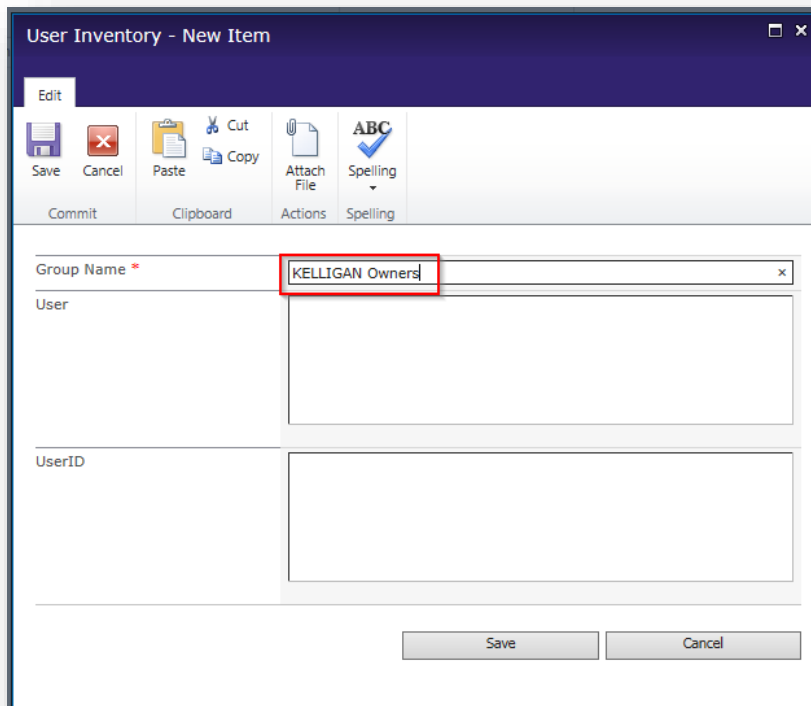 User Inventory - New Item
Edit
Save
Cancel
Paste
Cut
Copy
Attach
File
ABC
Spelling
Commit
Clipboard
Actions
Spelling
Group Name *
KELLIGAN Owners
User
UserID
Save
Cancel